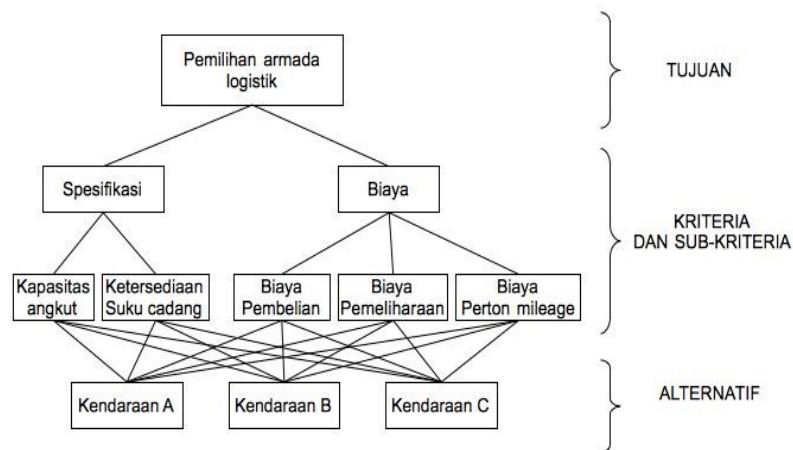 Pemilihan armada
logistik
TUJUAN
Spesifikasi
Biaya
KRITERIA
DAN SUB-KRITERIA
Kapasitas
angkut
Ketersediaan
Suku cadang
Biaya
Pembelian
Biaya
Pemeliharaan
Biaya
Perton mileage
Kendaraan A
Kendaraan B
Kendaraan C
ALTERNATIF